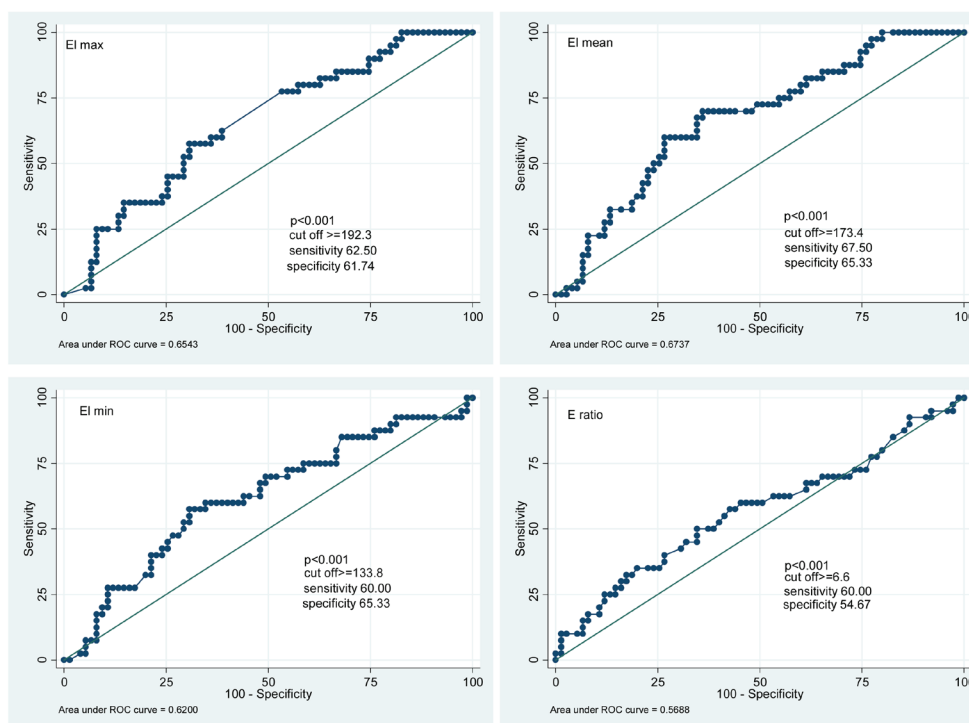 El max
100
75
50
25
0
Sensitivity
p<0.001
cut off >=192.3
sensitivity 62.50
specificity 61.74
0 25 50 75 100
100 - Specificity
Area under ROC curve = 0.6543
El mean
100
75
50
25
0
Sensitivity
p<0.001
cut off>=173.4
sensitivity 67.50
specificity 65.33
0 25 50 75 100
100 - Specificity
Area under ROC curve = 0.6737
El min
100
75
50
25
0
Sensitivity
p<0.001
cut off>=133.8
sensitivity 60.00
specificity 65.33
0 25 50 75 100
100 - Specificity
Area under ROC curve = 0.6200
E ratio
100
75
50
25
0
Sensitivity
p<0.001
cut off>=6.6
sensitivity 60.00
specificity 54.67
0 25 50 75 100
100 - Specificity
Area under ROC curve = 0.5688